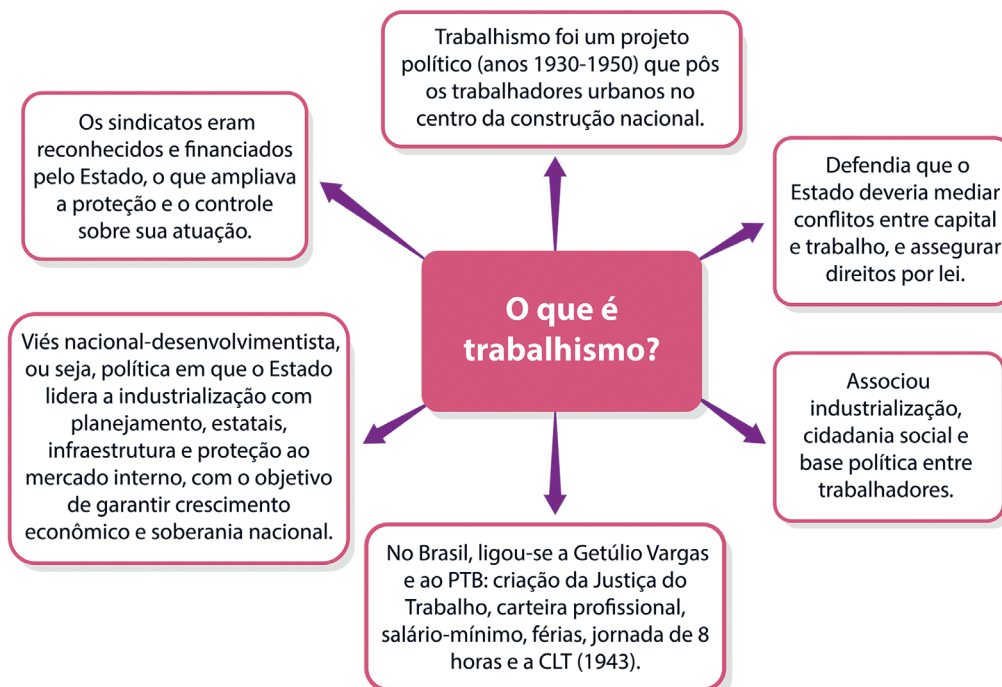 Trabalhismo foi um projeto
político (anos 1930-1950) que pôs
os trabalhadores urbanos no
centro da construção nacional.
Os sindicatos eram
reconhecidos e financiados
pelo Estado, o que ampliava
a proteção e o controle
sobre sua atuação.
Defendia que o
Estado deveria mediar
conflitos entre capital
e trabalho, e assegurar
direitos por lei.
O que é
trabalhismo?
Viés nacional-desenvolvimentista,
ou seja, política em que o Estado
lidera a industrialização com
planejamento, estatais,
infraestrutura e proteção ao
mercado interno, com o objetivo
de garantir crescimento
econômico e soberania nacional.
Associou
industrialização,
cidadania social e
base política entre
trabalhadores.
No Brasil, ligou-se a Getúlio Vargas
e ao PTB: criação da Justiça do
Trabalho, carteira profissional,
salário-mínimo, férias, jornada de 8
horas e a CLT (1943).